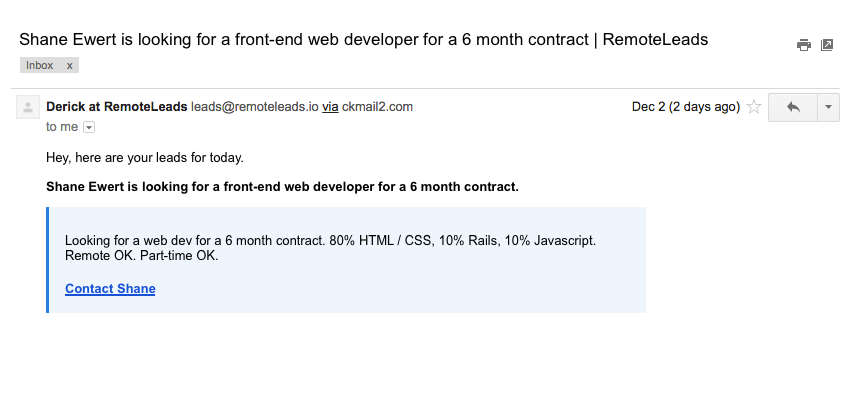 Shane Ewert is looking for a front-end web developer for a 6 month contract | RemoteLeads
Inbox x
Derick at RemoteLeads leads@remoteleads.io via ckmail2.com Dec 2 (2 days ago)
to me
Hey, here are your leads for today.
Shane Ewert is looking for a front-end web developer for a 6 month contract.
Looking for a web dev for a 6 month contract. 80% HTML / CSS, 10% Rails, 10% Javascript.
Remote OK. Part-time OK.
Contact Shane